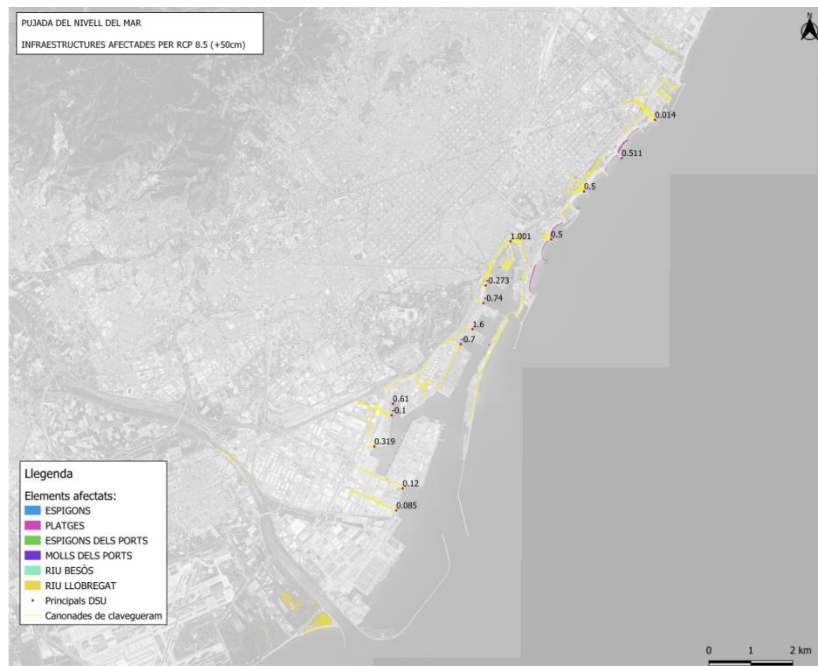 PUJADA DEL NIVELL DEL MAR
INFRAESTRUCTURES AFECTADES PER RCP 8.5 (+50cm)
N
0.014
0.511
0.5
0.5
1.001
-0.273
-0.74
1.6
-0.7
0.61
-0.1
0.319
0.12
0.085
Llegenda
Elements afectats:
ESPIGONS
PLATGES
ESPIGONS DELS PORTS
MOLLS DELS PORTS
RIU BESÒS
RIU LLOBREGAT
Principals DSU
Canonades de clavegueram
0 1 2 km